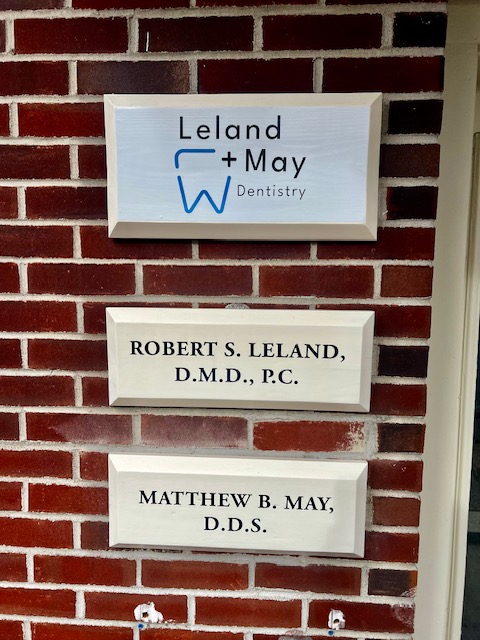 Leland
+ May
Dentistry
ROBERT S. LELAND,
D.M.D., P.C.
MATTHEW B. MAY,
D.D.S.